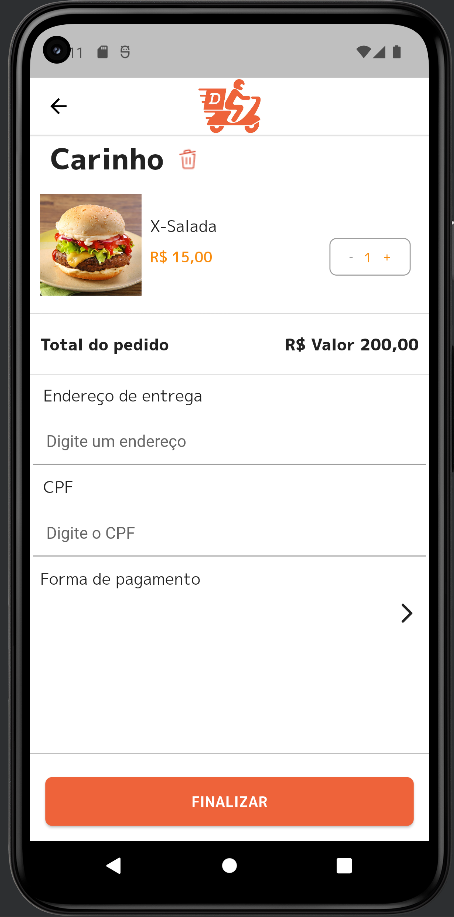 11
D
Carinho
X-Salada
R$ 15,00
- 1 +
Total do pedido R$ Valor 200,00
Endereço de entrega
Digite um endereço
CPF
Digite o CPF
Forma de pagamento
FINALIZAR